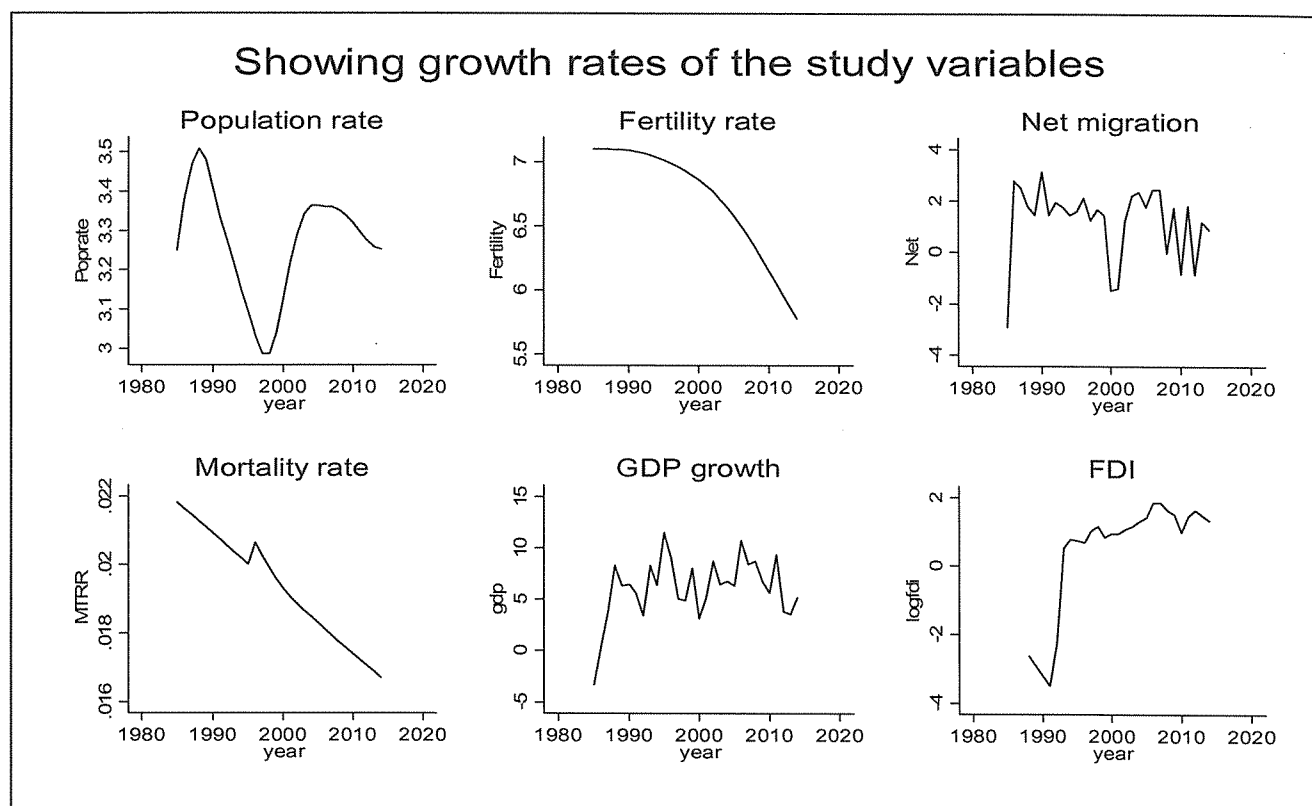 Showing growth rates of the study variables
Population rate
Poprate
3.5
3.4
3.3
3.2
3.1
3
1980 1990 2000 2010 2020
year
Fertility rate
Fertility
7
6.5
6
5.5
1980 1990 2000 2010 2020
year
Net migration
Net
4
2
0
-2
-4
1980 1990 2000 2010 2020
year
Mortality rate
MTRR
.022
.02
.018
.016
1980 1990 2000 2010 2020
year
GDP growth
gdp
15
10
5
0
-5
1980 1990 2000 2010 2020
year
FDI
logfdi
2
0
-2
-4
1980 1990 2000 2010 2020
year